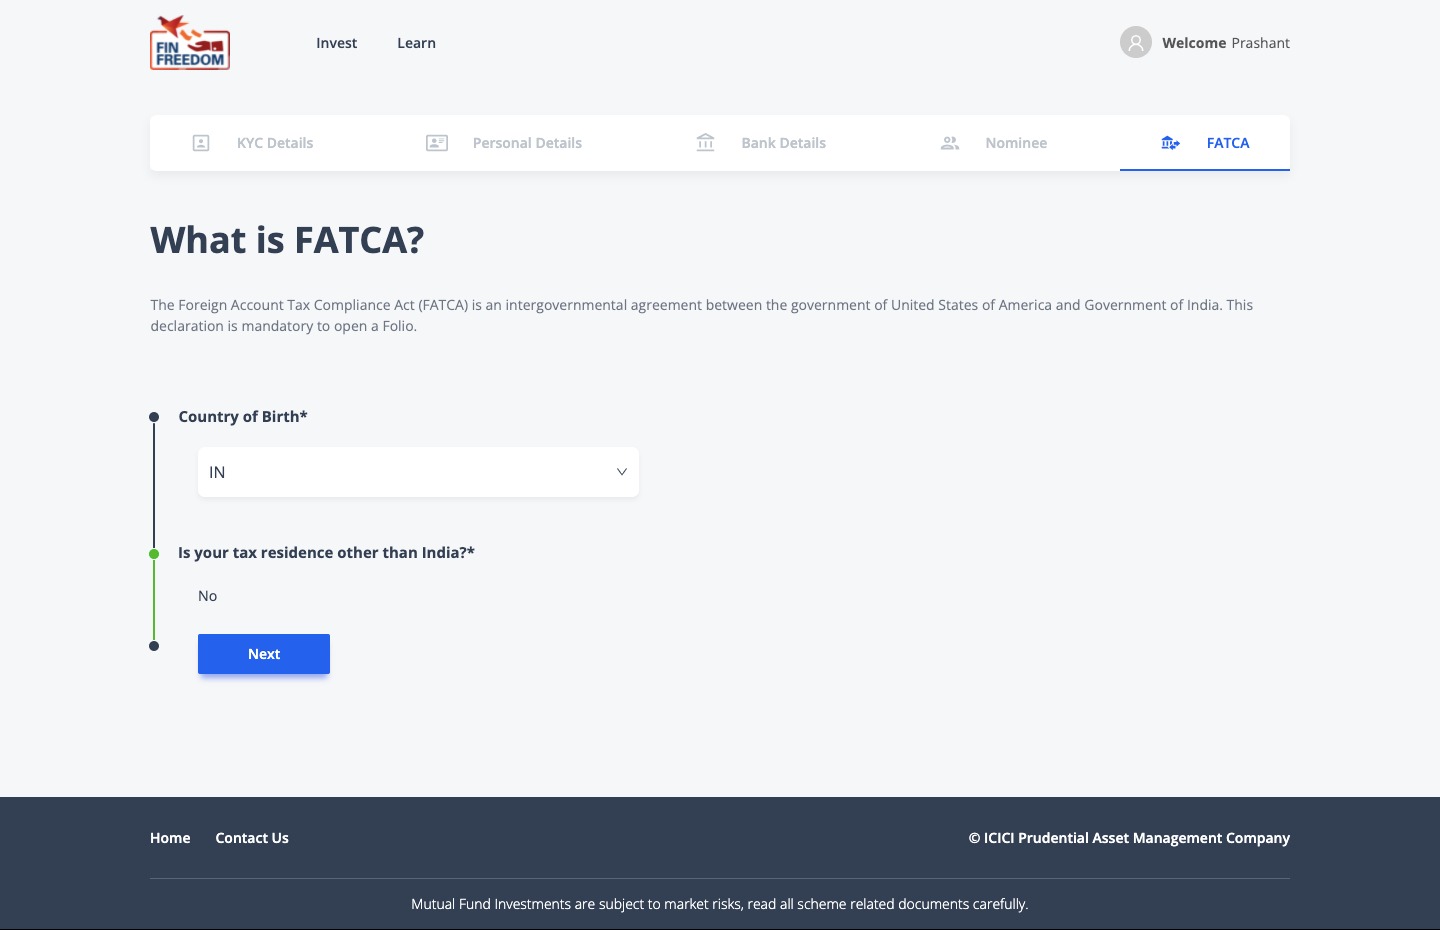 FIN
FREEDOM
Invest
Learn
Welcome Prashant
KYC Details
Personal Details
Bank Details
Nominee
FATCA
What is FATCA?
The Foreign Account Tax Compliance Act (FATCA) is an intergovernmental agreement between the government of United States of America and Government of India. This
declaration is mandatory to open a Folio.
Country of Birth*
IN
Is your tax residence other than India?*
No
Next
Home
Contact Us
© ICICI Prudential Asset Management Company
Mutual Fund Investments are subject to market risks, read all scheme related documents carefully.